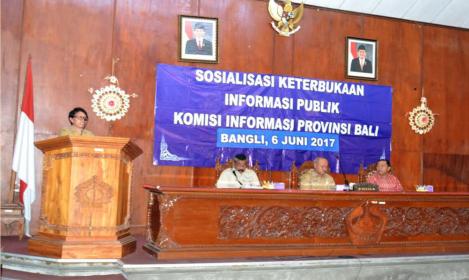 SOSIALISASI KETERBUKAAN
INFORMASI PUBLIK
KOMISI INFORMASI PROVINSI BALI
BANGLI, 6 JUNI 2017